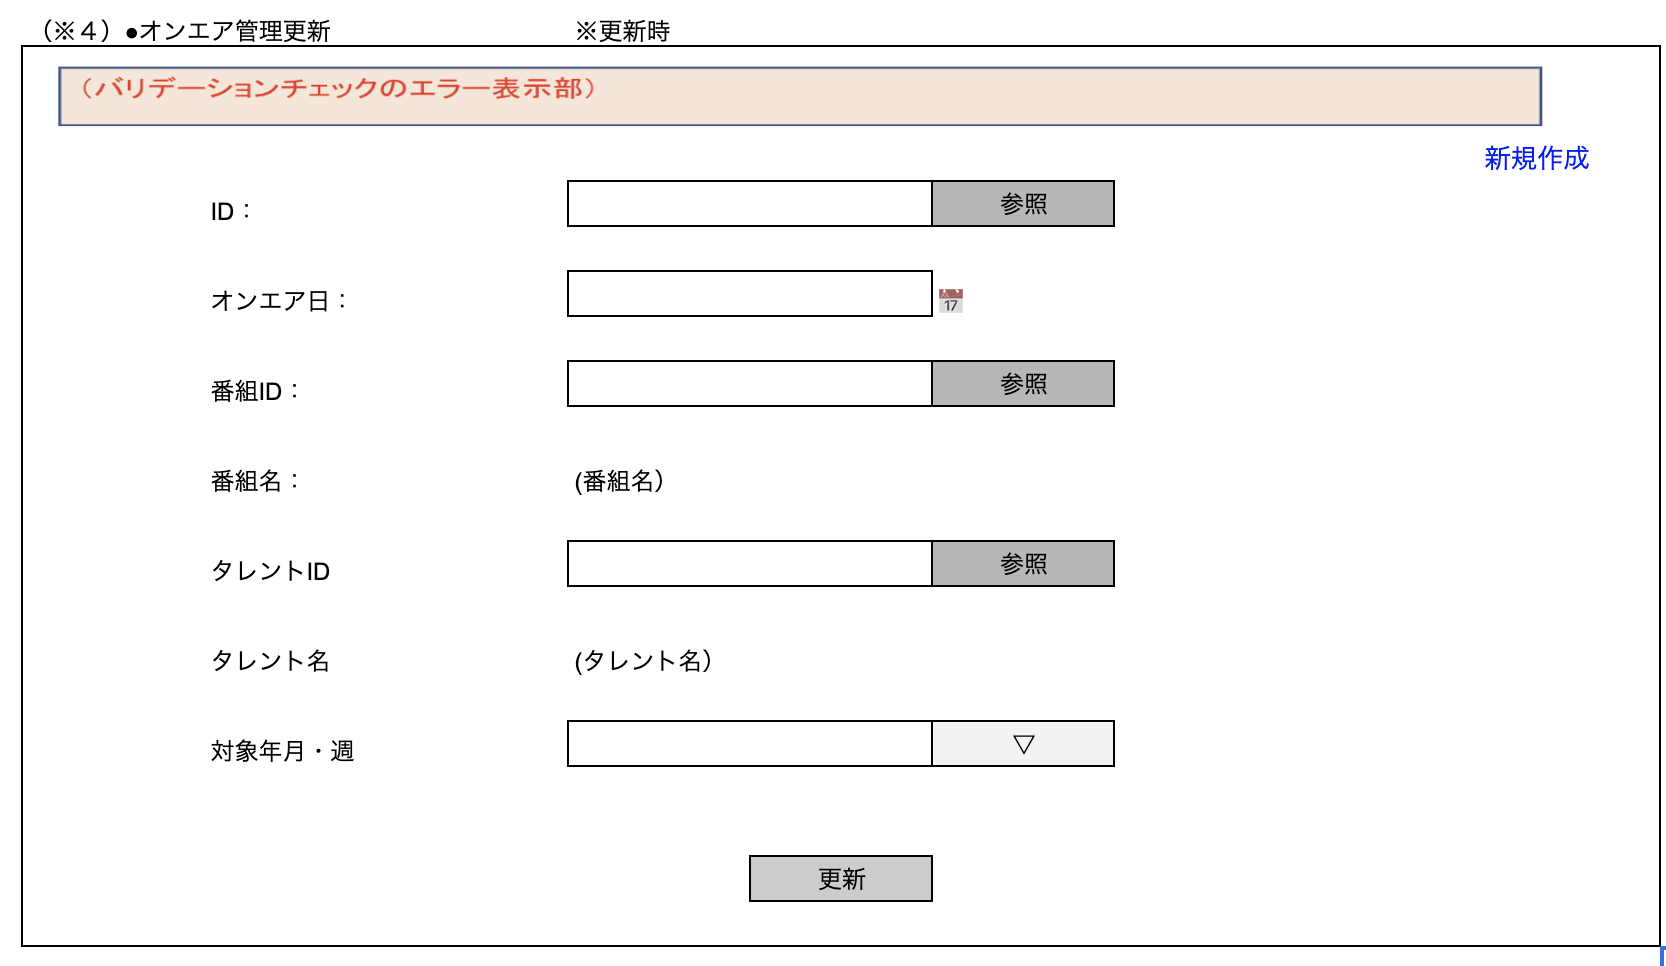 （※４）●オンエア管理更新 ※更新時
（バリデーションチェックのエラー表示部）
新規作成
ID： 参照
オンエア日： 17
番組ID： 参照
番組名： (番組名）
タレントID 参照
タレント名 (タレント名）
対象年月・週 ▽
更新